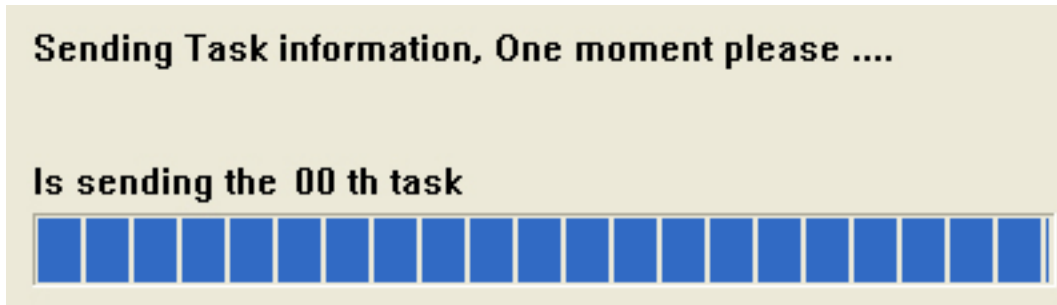 Sending Task information, One moment please ....
Is sending the 00 th task